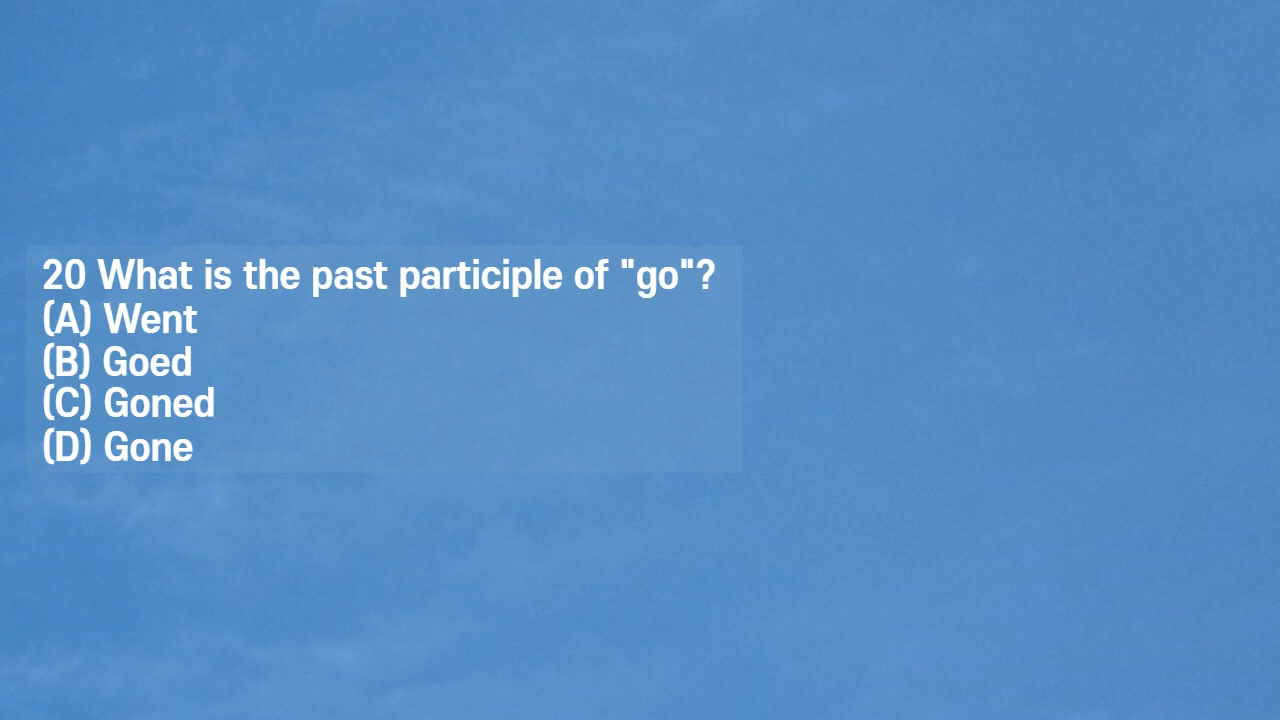 20 What is the past participle of "go"?
(A) Went
(B) Goed
(C) Goned
(D) Gone